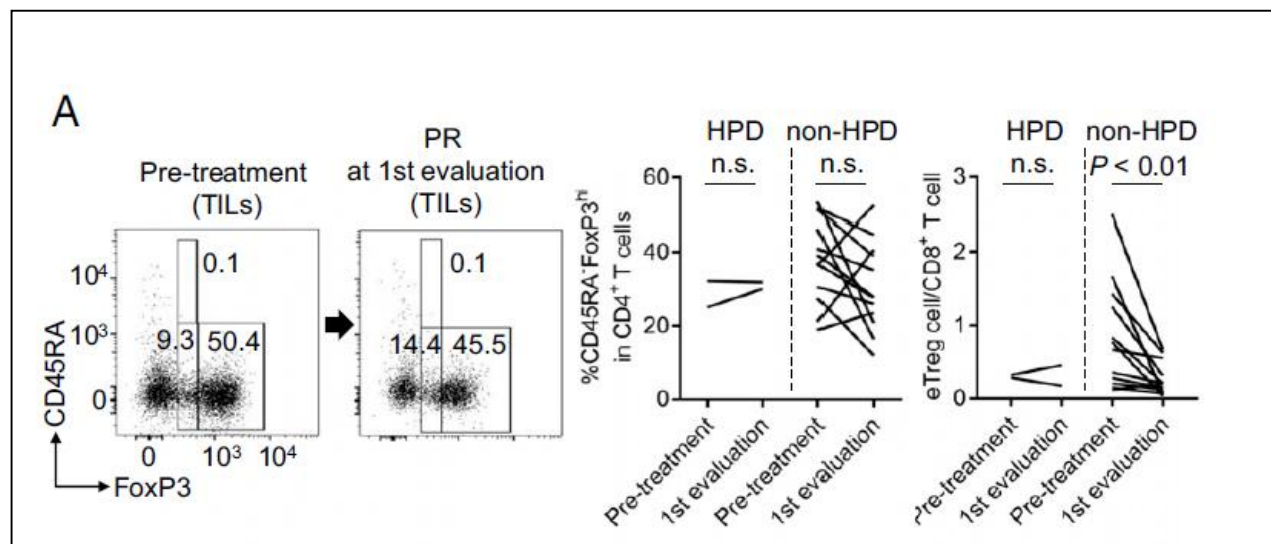 A
Pre-treatment
(TILs)
PR
at 1st evaluation
(TILs)
CD45RA
10⁴
10³
0
0.1
9.3
50.4
0.1
14.4
45.5
0
10³
10⁴
FoxP3
HPD
non-HPD
n.s.
n.s.
%CD45RA⁻FoxP3ʰⁱ
in CD4⁺ T cells
60
40
20
0
Pre-treatment
1st evaluation
Pre-treatment
1st evaluation
HPD
non-HPD
n.s.
P < 0.01
eTreg cell/CD8⁺ T cell
3
2
1
0
Pre-treatment
1st evaluation
Pre-treatment
1st evaluation